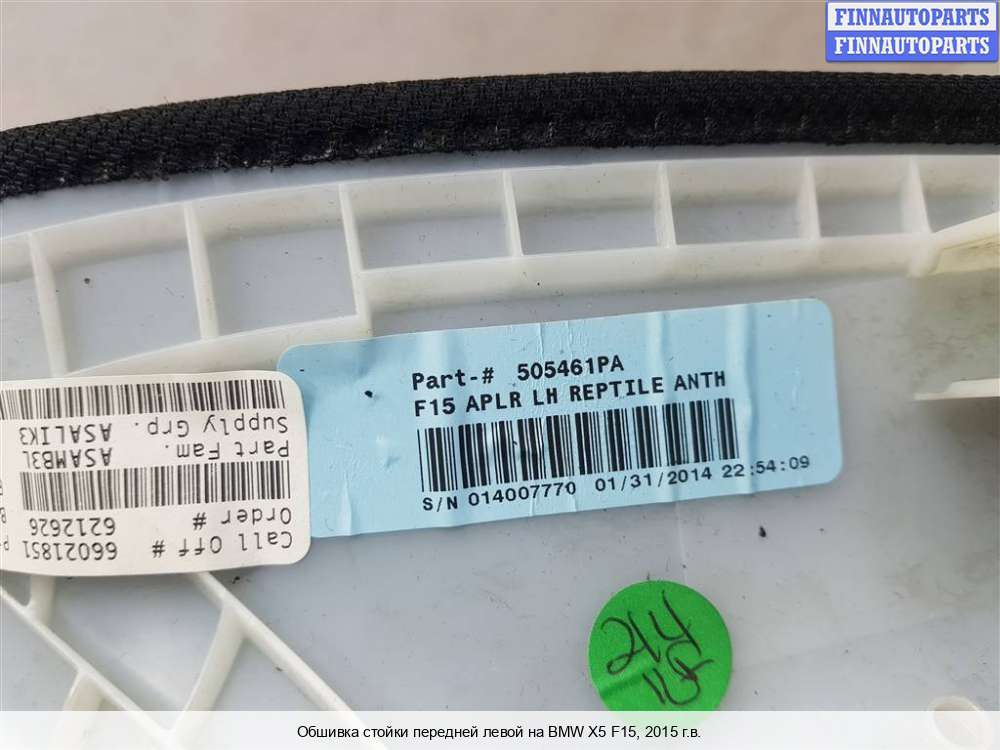 FINNAUTOPARTS
FINNAUTOPARTS
Part-# 505461PA
F15 APLR LH REPTILE ANTH
S/N 014007770 01/31/2014 22:54:09
Call Off # 66021851
Order # 6212626
Part Fam. ASAMB3L
Supply Grp. ASALIK3
Обшивка стойки передней левой на BMW X5 F15, 2015 г.в.